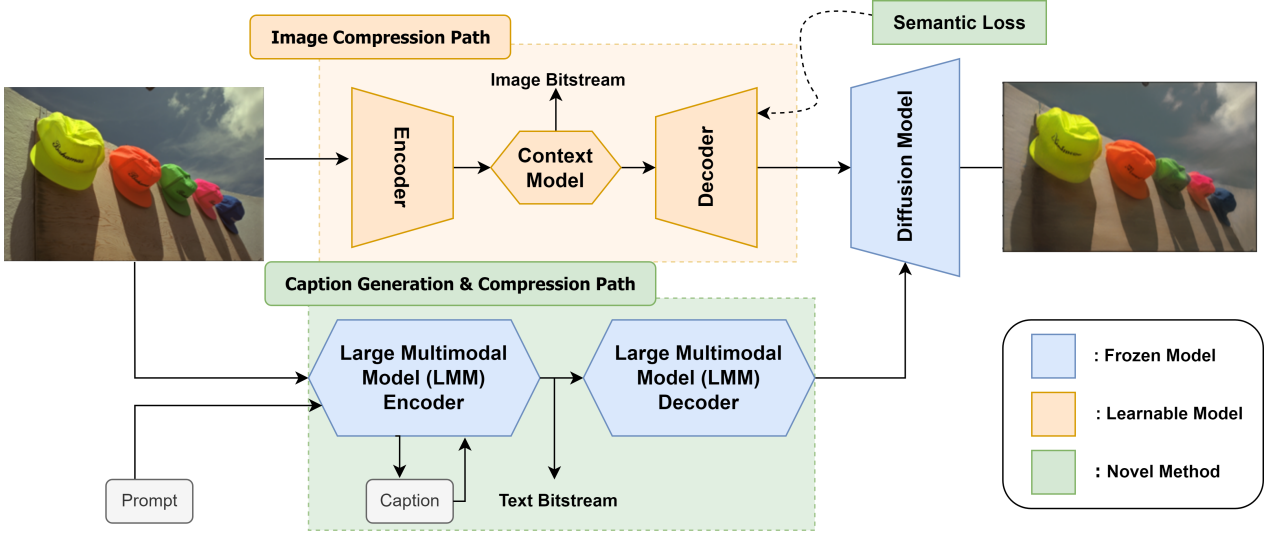 Image Compression Path
Semantic Loss
Image Bitstream
Encoder
Context
Model
Decoder
Diffusion Model
Caption Generation & Compression Path
Large Multimodal
Model (LMM)
Encoder
Large Multimodal
Model (LMM)
Decoder
Prompt
Caption
Text Bitstream
: Frozen Model
: Learnable Model
: Novel Method